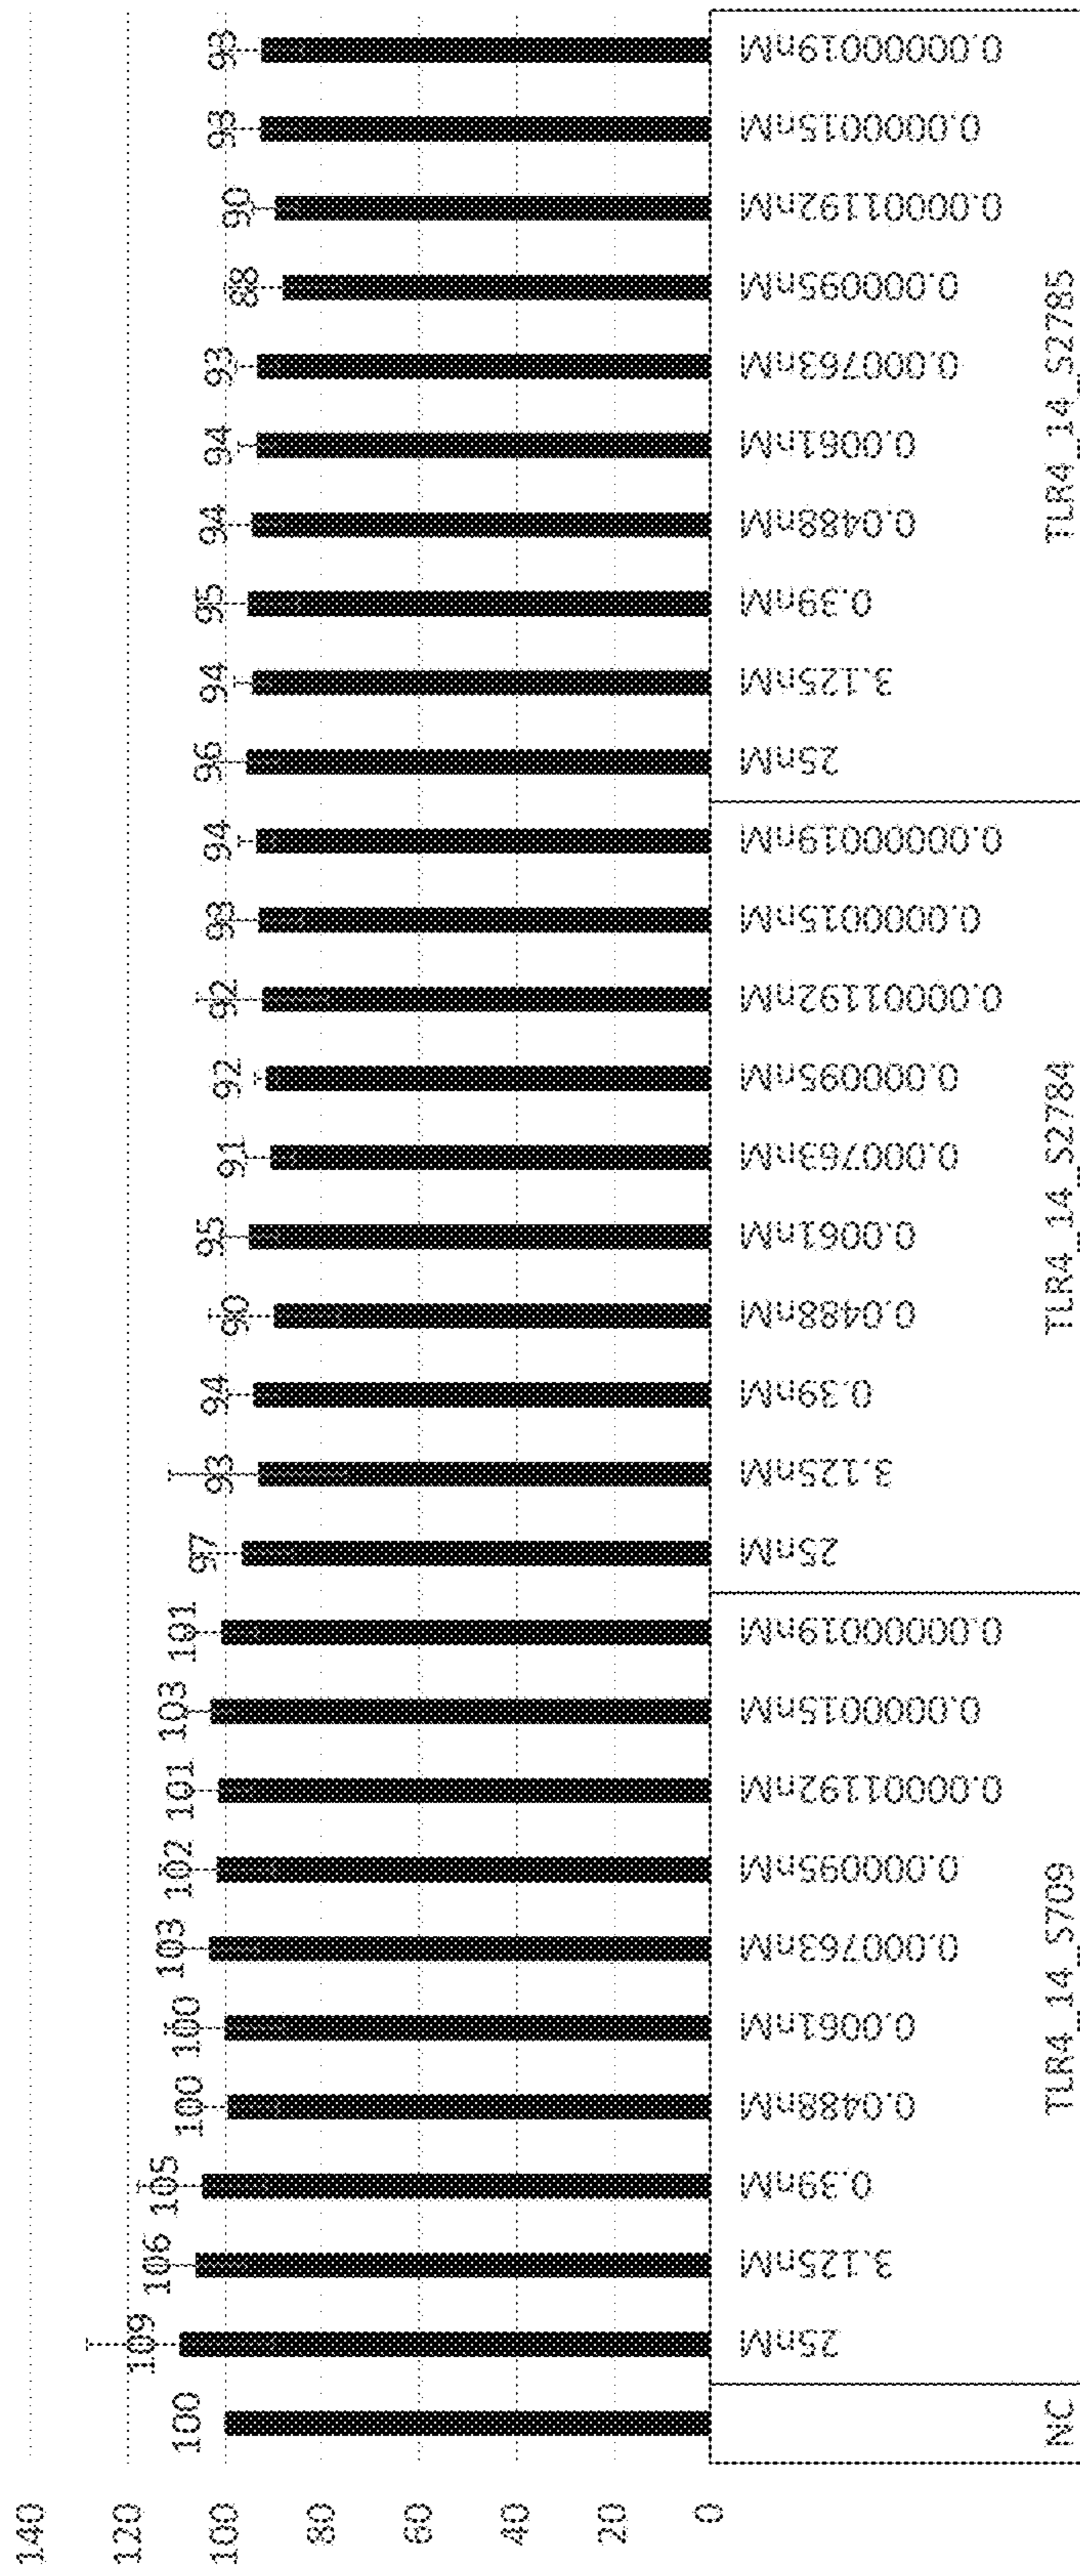 140
120
100
80
60
40
20
0
100
109
106
105
100
100
103
102
101
103
101
97
93
94
90
95
91
92
92
93
94
96
94
95
94
94
93
88
90
93
93
25nM
3.125nM
0.39nM
0.0488nM
0.0061nM
0.000763nM
0.000095nM
0.00001192nM
0.0000015nM
0.00000019nM
25nM
3.125nM
0.39nM
0.0488nM
0.0061nM
0.000763nM
0.000095nM
0.00001192nM
0.0000015nM
0.00000019nM
25nM
3.125nM
0.39nM
0.0488nM
0.0061nM
0.000763nM
0.000095nM
0.00001192nM
0.0000015nM
0.00000019nM
NC
TLR4_14_S709
TLR4_14_S2784
TLR4_14_S2785